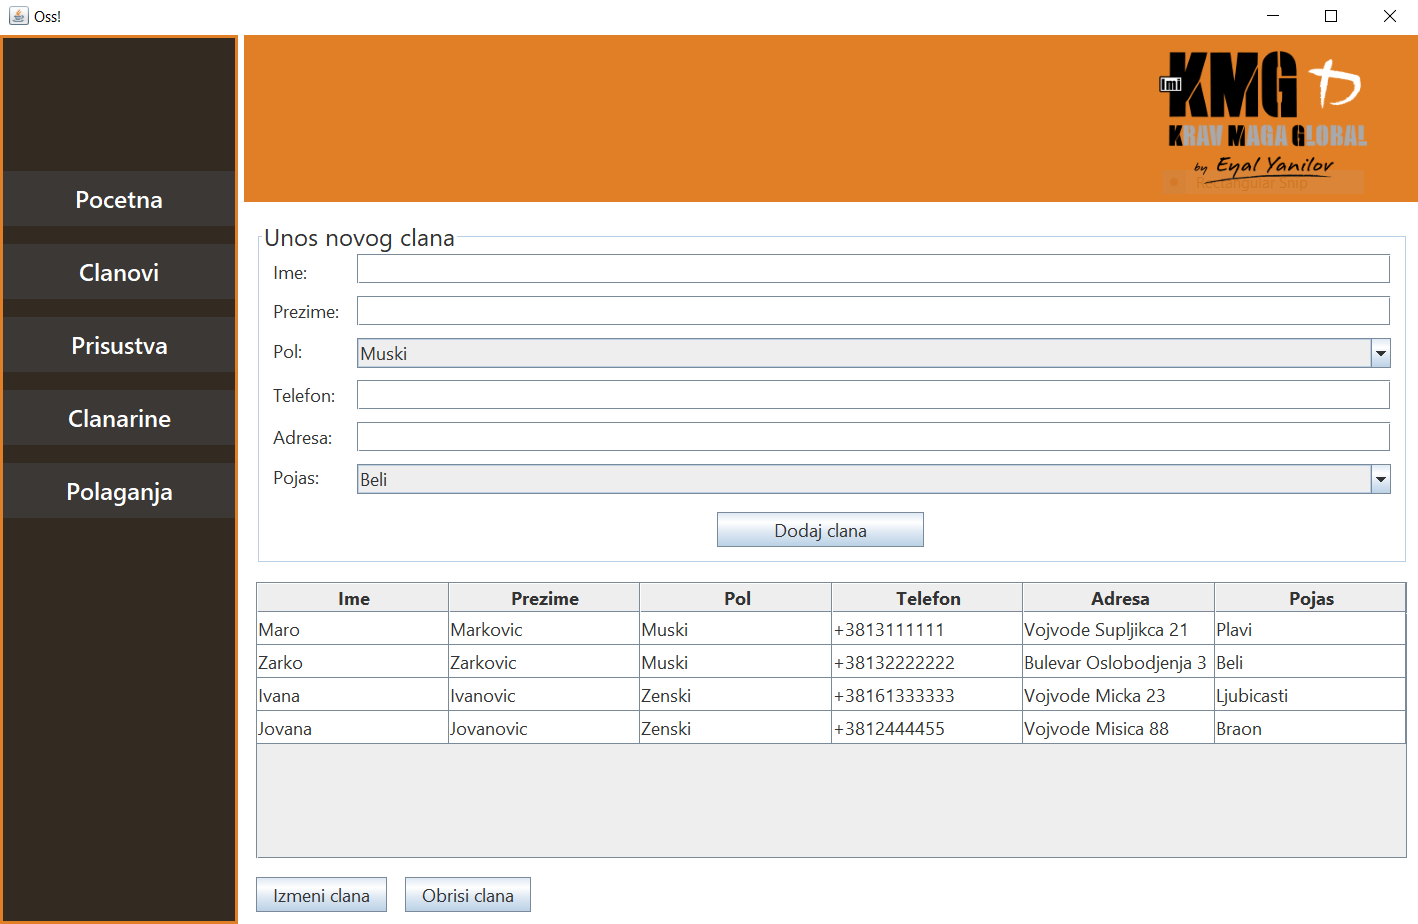 Oss!
Imi
KMG
KRAV MAGA GLOBAL
by Eyal Yanilov
Rectangular Snip
Pocetna
Clanovi
Prisustva
Clanarine
Polaganja
Unos novog clana
Ime:
Prezime:
Pol: Muski
Telefon:
Adresa:
Pojas: Beli
Dodaj clana
Ime Prezime Pol Telefon Adresa Pojas
Maro Markovic Muski +3813111111 Vojvode Supljikca 21 Plavi
Zarko Zarkovic Muski +38132222222 Bulevar Oslobodjenja 3 Beli
Ivana Ivanovic Zenski +38161333333 Vojvode Micka 23 Ljubicasti
Jovana Jovanovic Zenski +3812444455 Vojvode Misica 88 Braon
Izmeni clana Obrisi clana